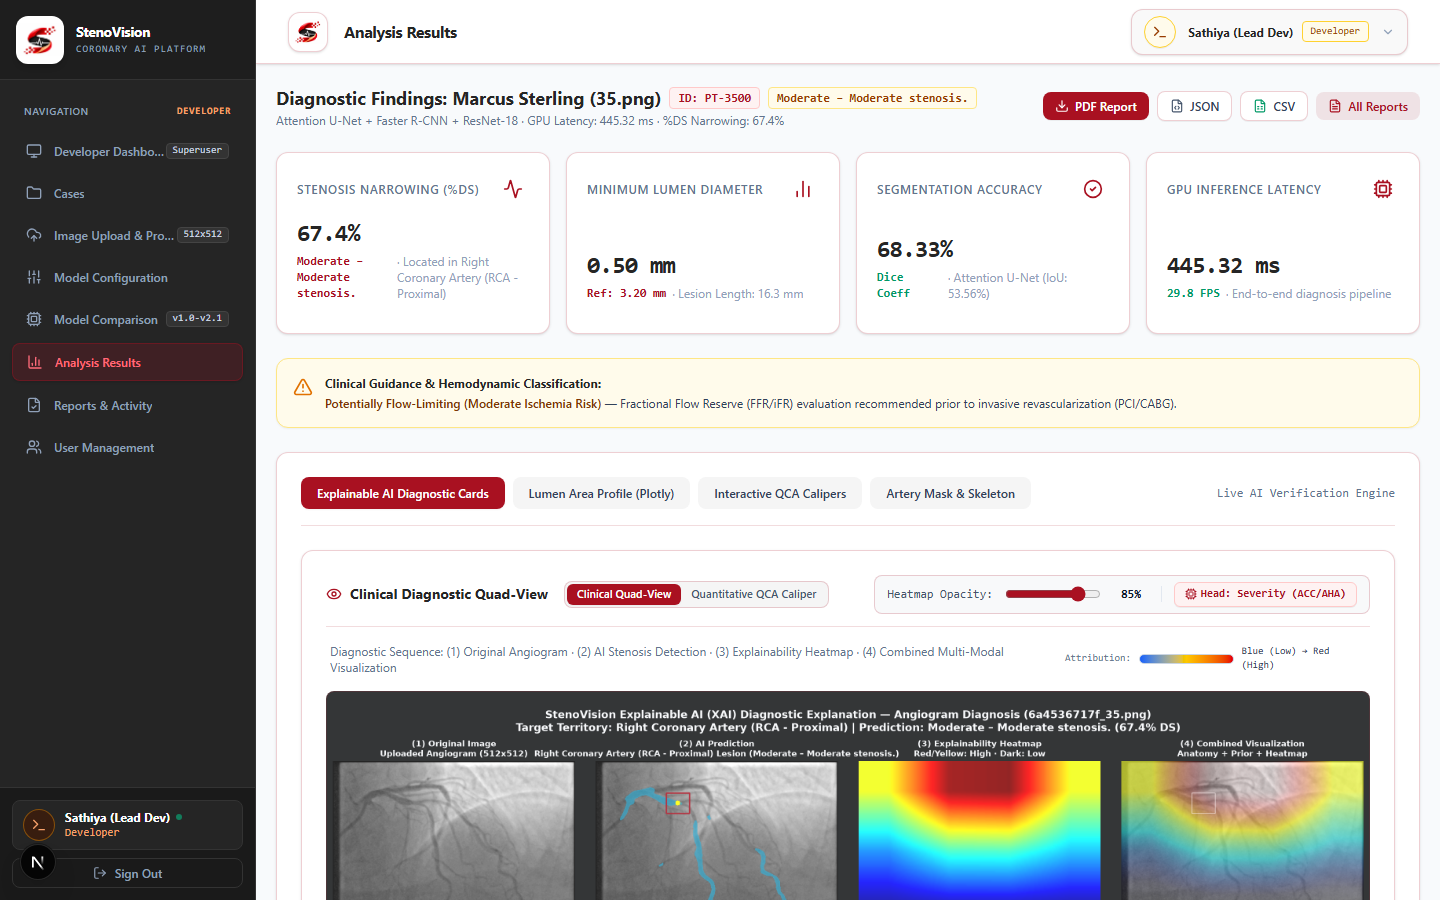 StenoVision
CORONARY AI PLATFORM
NAVIGATION
DEVELOPER
Developer Dashbo...
Superuser
Cases
Image Upload & Pro...
512x512
Model Configuration
Model Comparison
v1.0-v2.1
Analysis Results
Reports & Activity
User Management
Sathiya (Lead Dev)
Developer
N
Sign Out
Analysis Results
Sathiya (Lead Dev)
Developer
Diagnostic Findings: Marcus Sterling (35.png)
ID: PT-3500
Moderate – Moderate stenosis.
Attention U-Net + Faster R-CNN + ResNet-18 · GPU Latency: 445.32 ms · %DS Narrowing: 67.4%
PDF Report
JSON
CSV
All Reports
STENOSIS NARROWING (%DS)
67.4%
Moderate –
Moderate
stenosis.
· Located in Right
Coronary Artery (RCA -
Proximal)
MINIMUM LUMEN DIAMETER
0.50 mm
Ref: 3.20 mm · Lesion Length: 16.3 mm
SEGMENTATION ACCURACY
68.33%
Dice
Coeff
· Attention U-Net (IoU:
53.56%)
GPU INFERENCE LATENCY
445.32 ms
29.8 FPS · End-to-end diagnosis pipeline
Clinical Guidance & Hemodynamic Classification:
Potentially Flow-Limiting (Moderate Ischemia Risk) — Fractional Flow Reserve (FFR/iFR) evaluation recommended prior to invasive revascularization (PCI/CABG).
Explainable AI Diagnostic Cards
Lumen Area Profile (Plotly)
Interactive QCA Calipers
Artery Mask & Skeleton
Live AI Verification Engine
Clinical Diagnostic Quad-View
Clinical Quad-View
Quantitative QCA Caliper
Heatmap Opacity:
85%
Head: Severity (ACC/AHA)
Diagnostic Sequence: (1) Original Angiogram · (2) AI Stenosis Detection · (3) Explainability Heatmap · (4) Combined Multi-Modal
Visualization
Attribution:
Blue (Low) → Red
(High)
StenoVision Explainable AI (XAI) Diagnostic Explanation — Angiogram Diagnosis (6a4536717f_35.png)
Target Territory: Right Coronary Artery (RCA - Proximal) | Prediction: Moderate – Moderate stenosis. (67.4% DS)
(1) Original Image
Uploaded Angiogram (512x512)
(2) AI Prediction
Right Coronary Artery (RCA - Proximal) Lesion (Moderate – Moderate stenosis.)
(3) Explainability Heatmap
Red/Yellow: High · Dark: Low
(4) Combined Visualization
Anatomy + Prior + Heatmap